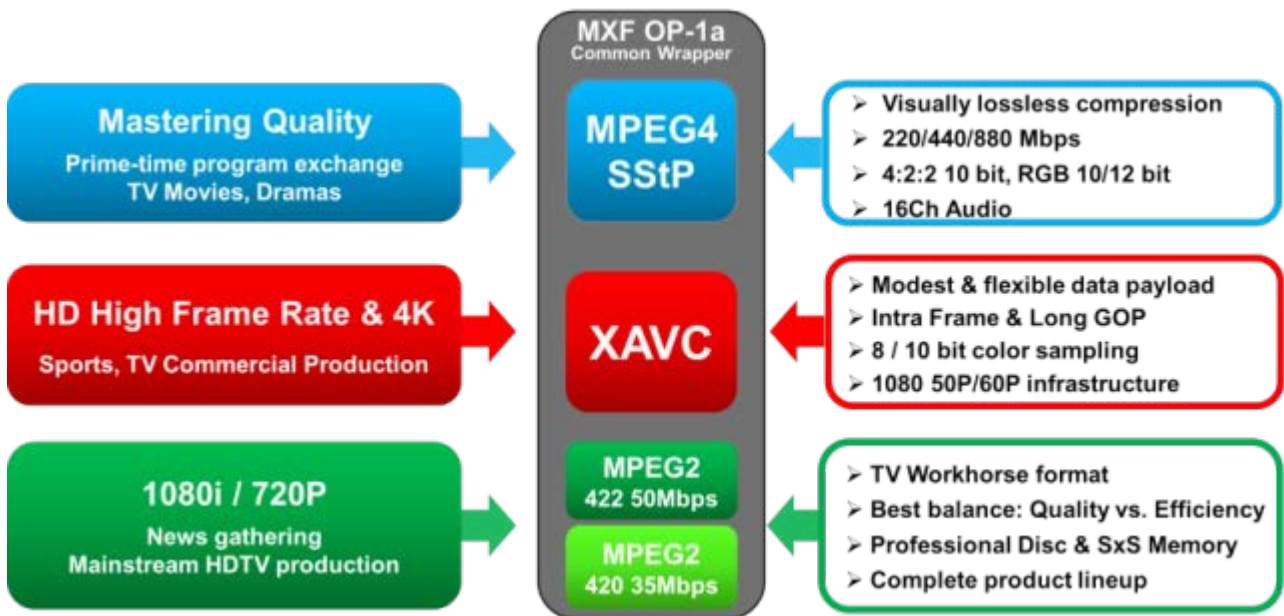 MXF OP-1a
Common Wrapper
Mastering Quality
Prime-time program exchange
TV Movies, Dramas
MPEG4
SStP
➢ Visually lossless compression
➢ 220/440/880 Mbps
➢ 4:2:2 10 bit, RGB 10/12 bit
➢ 16Ch Audio
HD High Frame Rate & 4K
Sports, TV Commercial Production
XAVC
➢ Modest & flexible data payload
➢ Intra Frame & Long GOP
➢ 8 / 10 bit color sampling
➢ 1080 50P/60P infrastructure
1080i / 720P
News gathering
Mainstream HDTV production
MPEG2
422 50Mbps
MPEG2
420 35Mbps
➢ TV Workhorse format
➢ Best balance: Quality vs. Efficiency
➢ Professional Disc & SxS Memory
➢ Complete product lineup